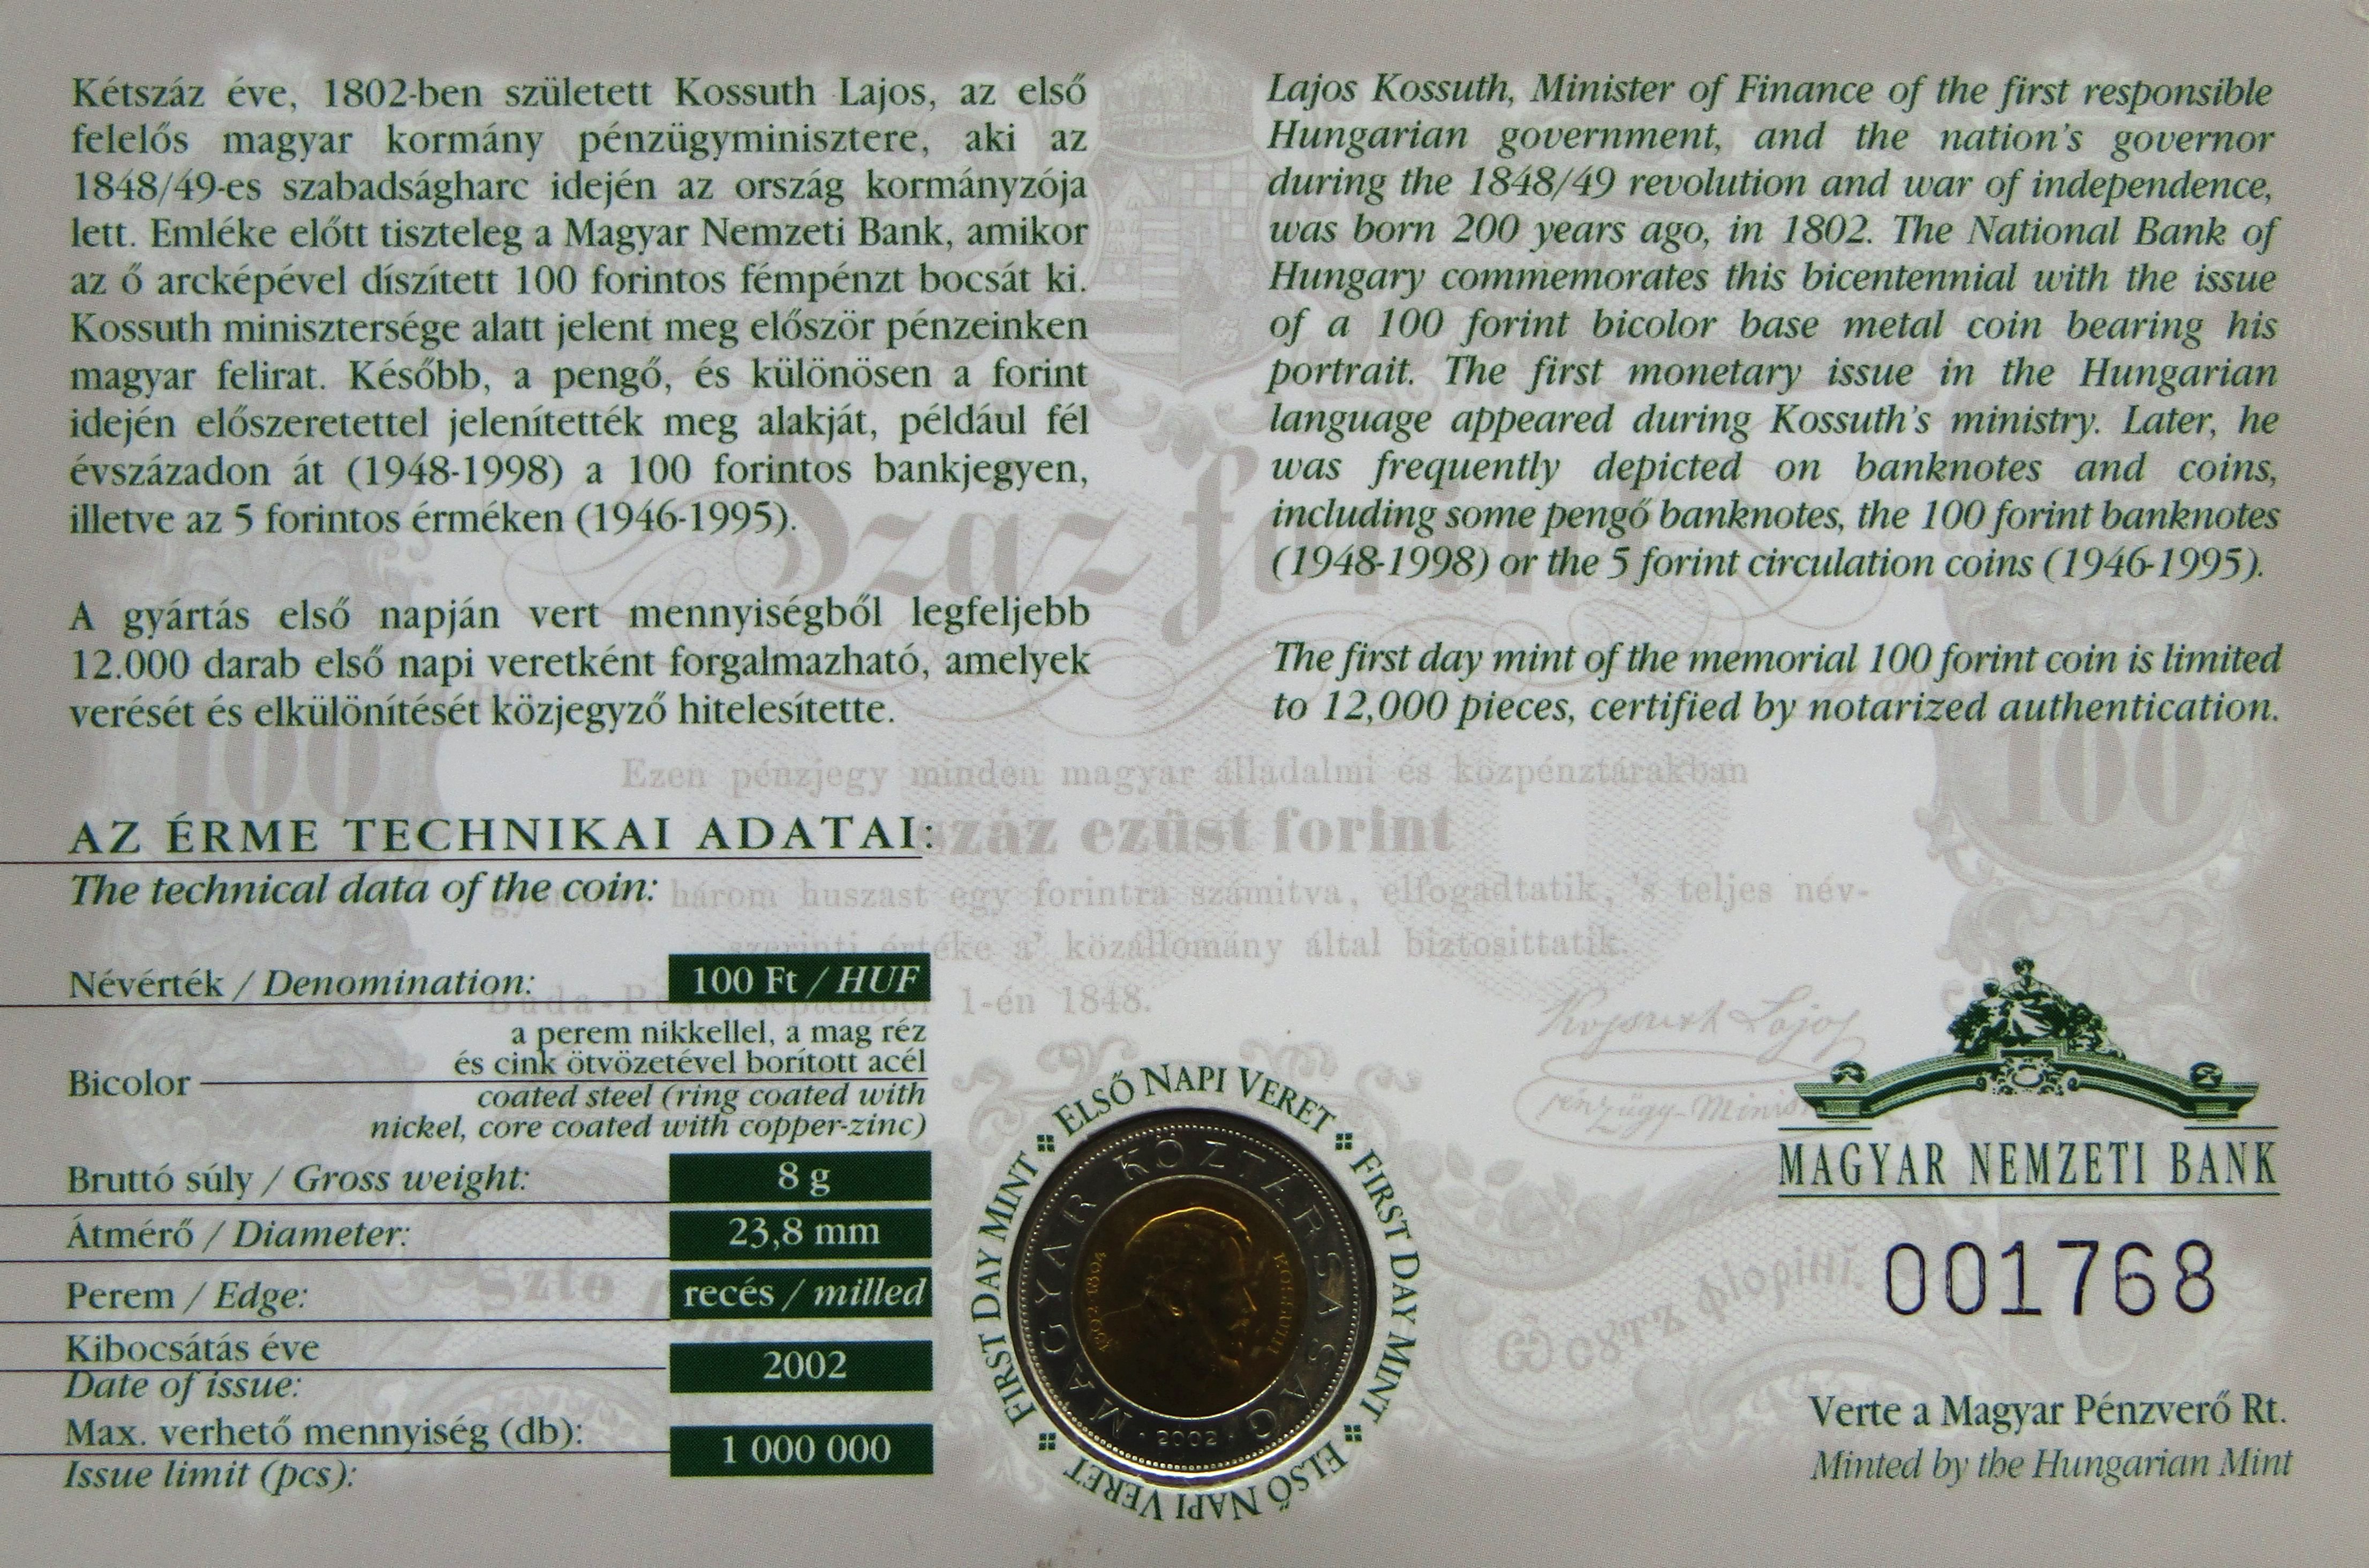 Kétszáz éve, 1802-ben született Kossuth Lajos, az első
felelős magyar kormány pénzügyminisztere, aki az
1848/49-es szabadságharc idején az ország kormányzója
lett. Emléke előtt tiszteleg a Magyar Nemzeti Bank, amikor
az ő arcképével díszített 100 forintos fémpénzt bocsát ki.
Kossuth minisztersége alatt jelent meg először pénzeinken
magyar felirat. Később, a pengő, és különösen a forint
idején előszeretettel jelenítették meg alakját, például fél
évszázadon át (1948-1998) a 100 forintos bankjegyen,
illetve az 5 forintos érméken (1946-1995).
A gyártás első napján vert mennyiségből legfeljebb
12.000 darab első napi veretként forgalmazható, amelyek
verését és elkülönítését közjegyző hitelesítette.
Lajos Kossuth, Minister of Finance of the first responsible
Hungarian government, and the nation's governor
during the 1848/49 revolution and war of independence,
was born 200 years ago, in 1802. The National Bank of
Hungary commemorates this bicentennial with the issue
of a 100 forint bicolor base metal coin bearing his
portrait. The first monetary issue in the Hungarian
language appeared during Kossuth's ministry. Later, he
was frequently depicted on banknotes and coins,
including some pengő banknotes, the 100 forint banknotes
(1948-1998) or the 5 forint circulation coins (1946-1995).
The first day mint of the memorial 100 forint coin is limited
to 12,000 pieces, certified by notarized authentication.
Száz forint
100
100
Ezen pénzjegy minden magyar álladalmi és közpénztárakban
száz ezüst forint
három huszast egy forintra számitva, elfogadtatik, 's teljes név-
szerinti értéke a' közállomány által biztosittatik.
Buda-Pest, september 1-én 1848.
Kossuth Lajos
AZ ÉRME TECHNIKAI ADATAI:
The technical data of the coin:
Névérték / Denomination: 100 Ft / HUF
Bicolor
a perem nikkellel, a mag réz
és cink ötvözetével borított acél
coated steel (ring coated with
nickel, core coated with copper-zinc)
Bruttó súly / Gross weight: 8 g
Átmérő / Diameter: 23,8 mm
Perem / Edge: recés / milled
Kibocsátás éve
Date of issue: 2002
Max. verhető mennyiség (db):
Issue limit (pcs): 1 000 000
ELSŐ NAPI VERET
FIRST DAY MINT
ELSŐ NAPI VERET
FIRST DAY MINT
MAGYAR KÖZTÁRSASÁG
1802-1894
KOSSUTH
2002
MAGYAR NEMZETI BANK
001768
Verte a Magyar Pénzverő Rt.
Minted by the Hungarian Mint